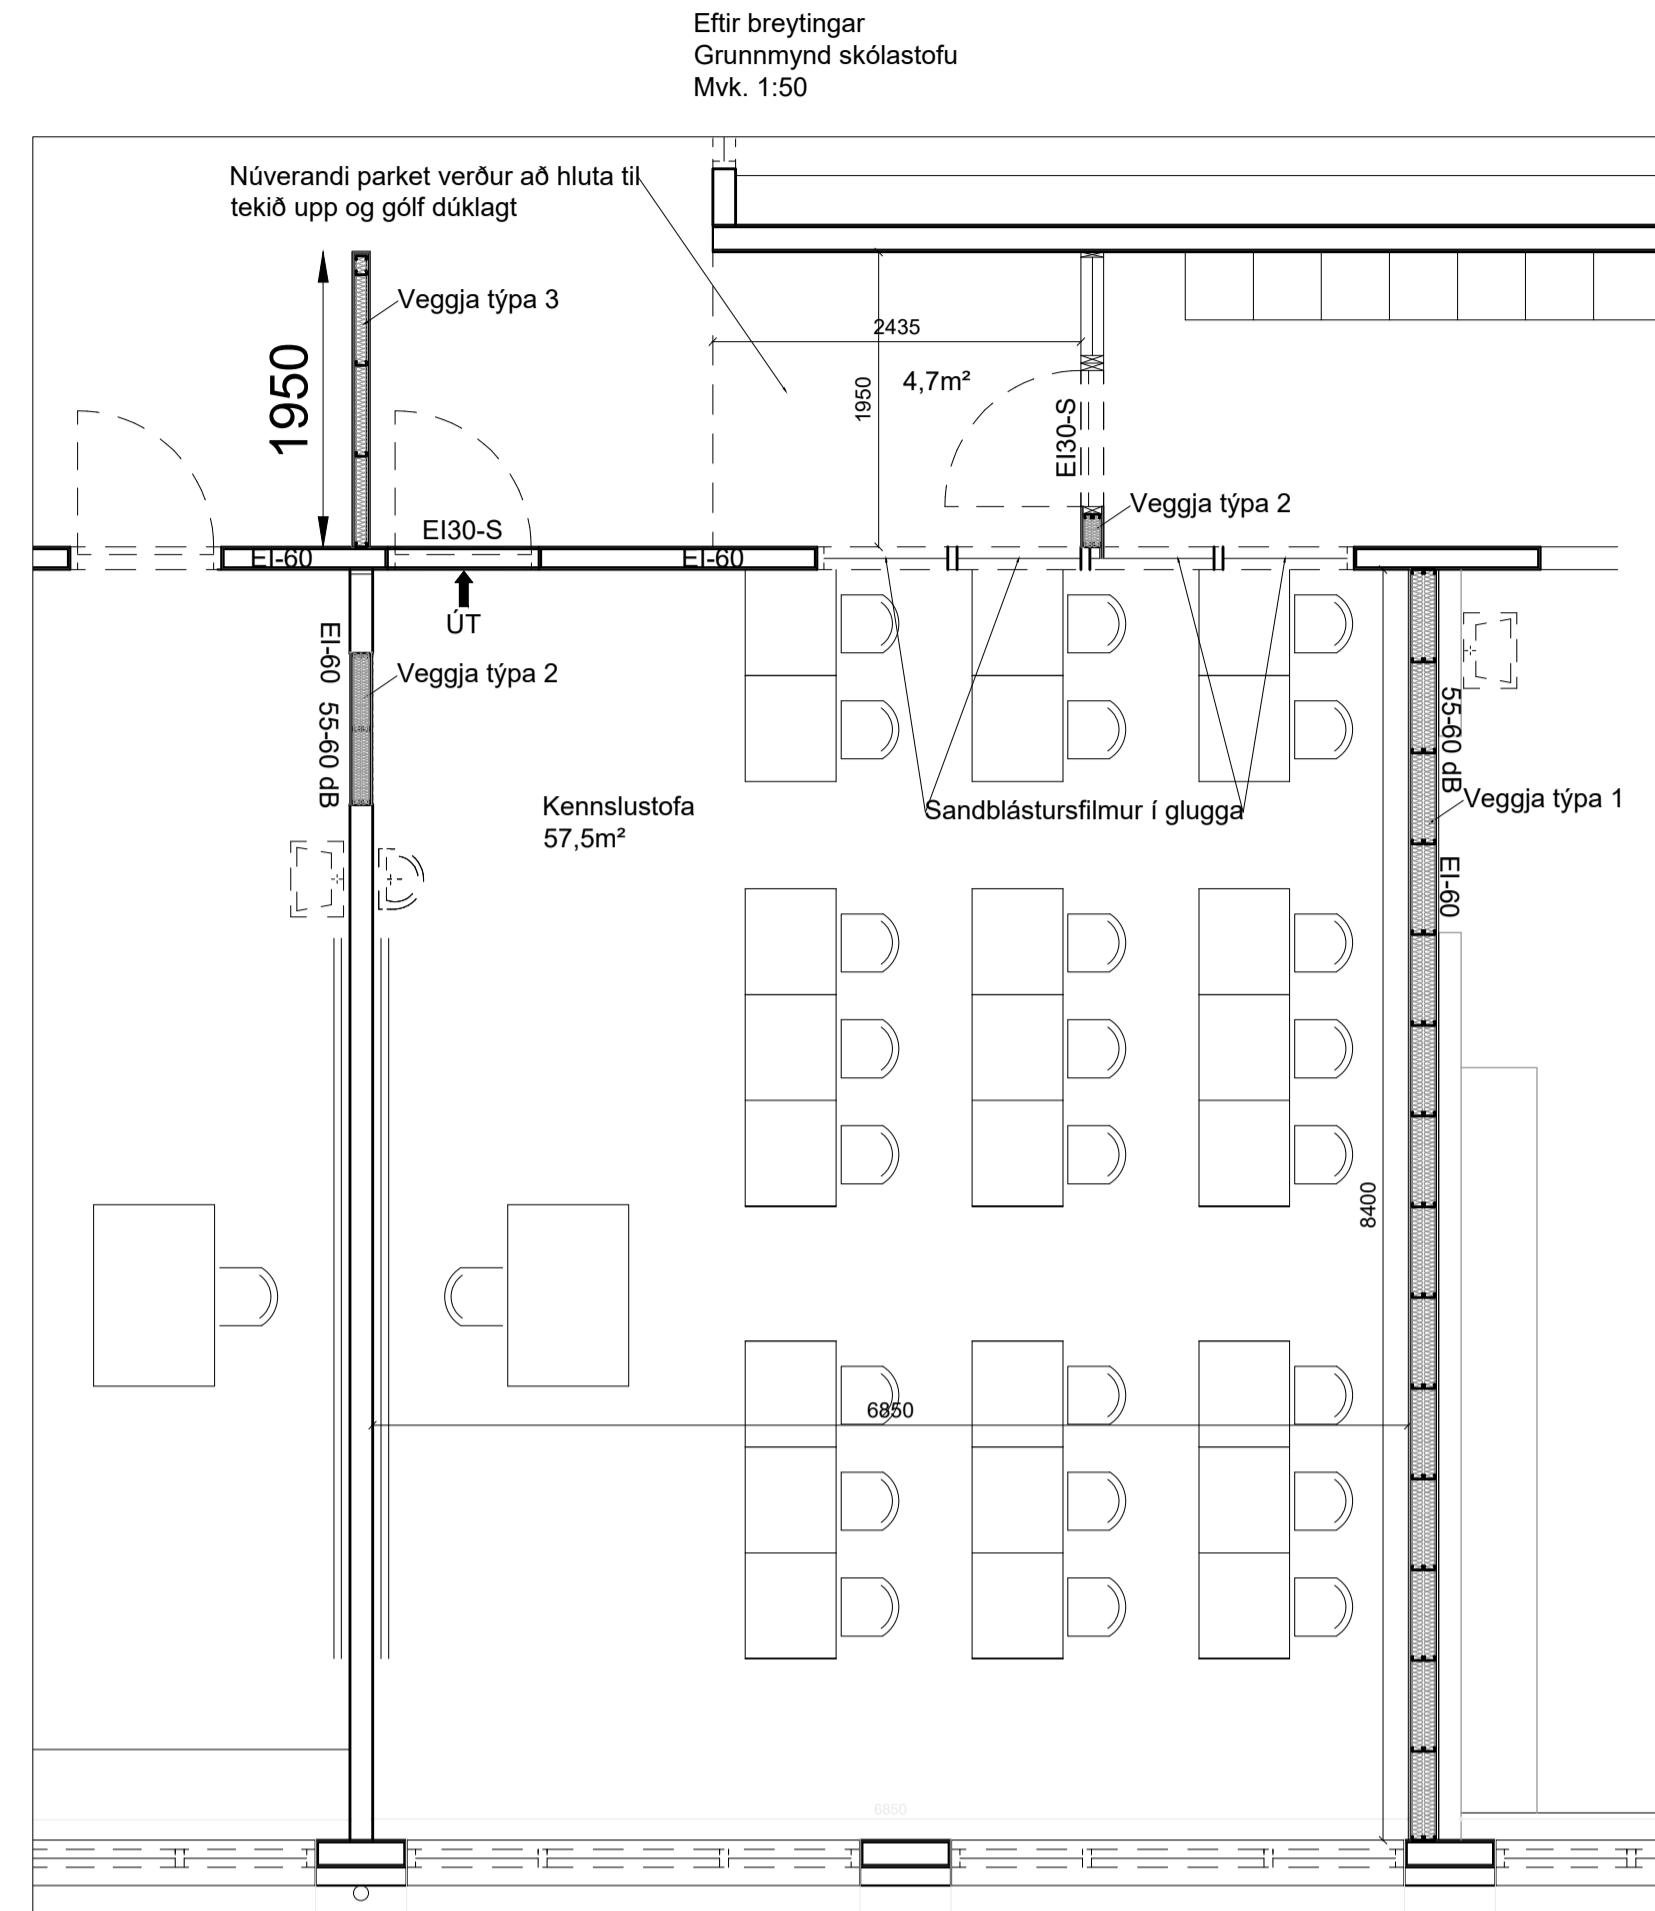 Eftir breytingar
Grunnmynd skólastofu
Mvk. 1:50
Núverandi parket verður að hluta til
tekið upp og gólf dúklagt
Veggja týpa 3
1950
2435
1950
4,7m²
EI30-S
Veggja týpa 2
EI30-S
EI-60
EI-60
ÚT
EI-60 55-60 dB
Veggja týpa 2
55-60 dB
Veggja týpa 1
EI-60
Kennslustofa
57,5m²
Sandblástursfilmur í glugga
8400
6850
6850